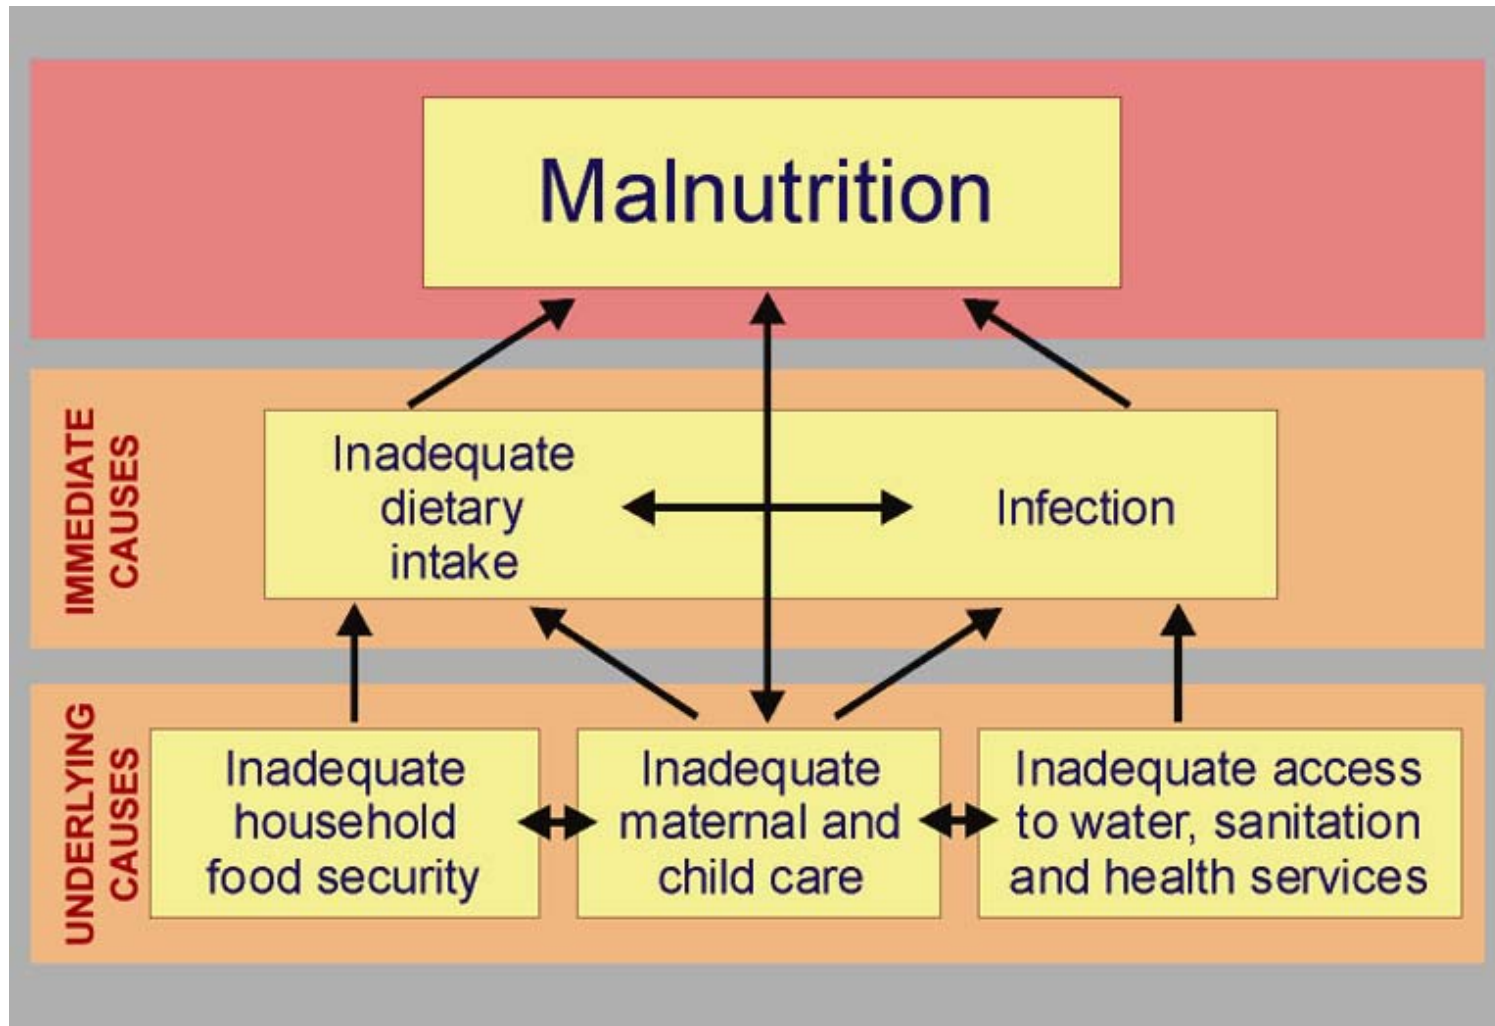 Malnutrition
IMMEDIATE
CAUSES
Inadequate
dietary
intake
Infection
UNDERLYING
CAUSES
Inadequate
household
food security
Inadequate
maternal and
child care
Inadequate access
to water, sanitation
and health services